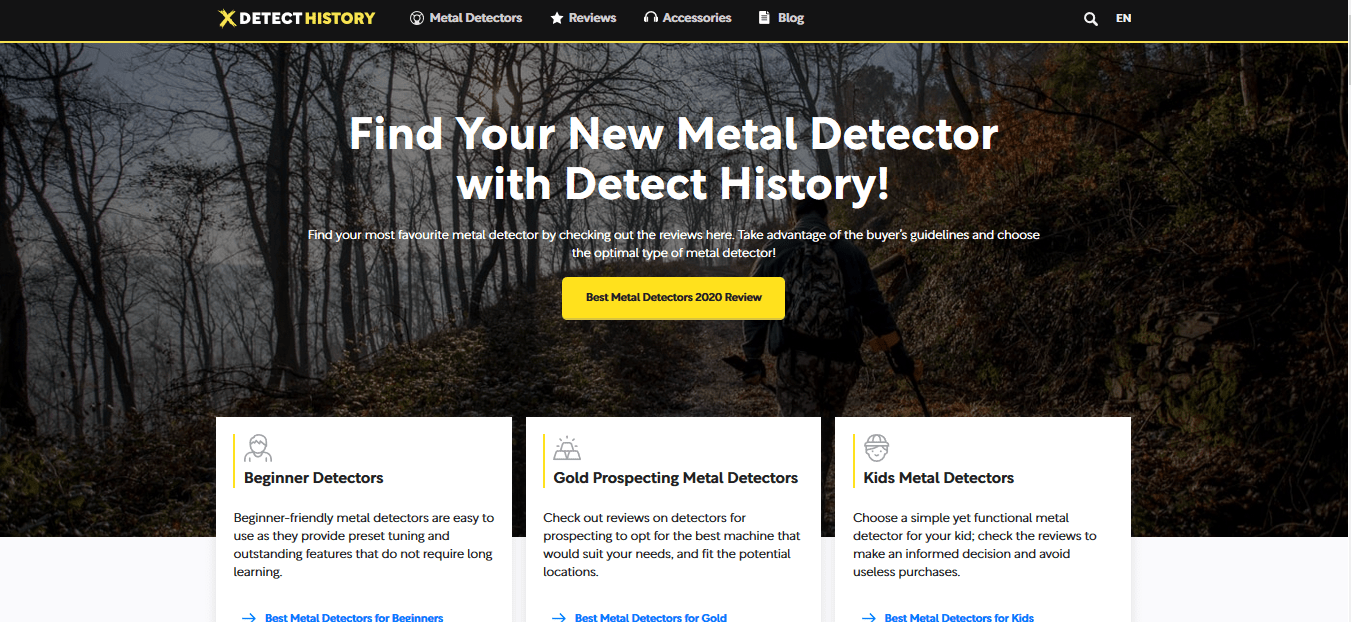 DETECTHISTORY Metal Detectors Reviews Accessories Blog EN
Find Your New Metal Detector
with Detect History!
Find your most favourite metal detector by checking out the reviews here. Take advantage of the buyer's guidelines and choose
the optimal type of metal detector!
Best Metal Detectors 2020 Review
Beginner Detectors
Beginner-friendly metal detectors are easy to
use as they provide preset tuning and
outstanding features that do not require long
learning.
Best Metal Detectors for Beginners
Gold Prospecting Metal Detectors
Check out reviews on detectors for
prospecting to opt for the best machine that
would suit your needs, and fit the potential
locations.
Best Metal Detectors for Gold
Kids Metal Detectors
Choose a simple yet functional metal
detector for your kid; check the reviews to
make an informed decision and avoid
useless purchases.
Best Metal Detectors for Kids